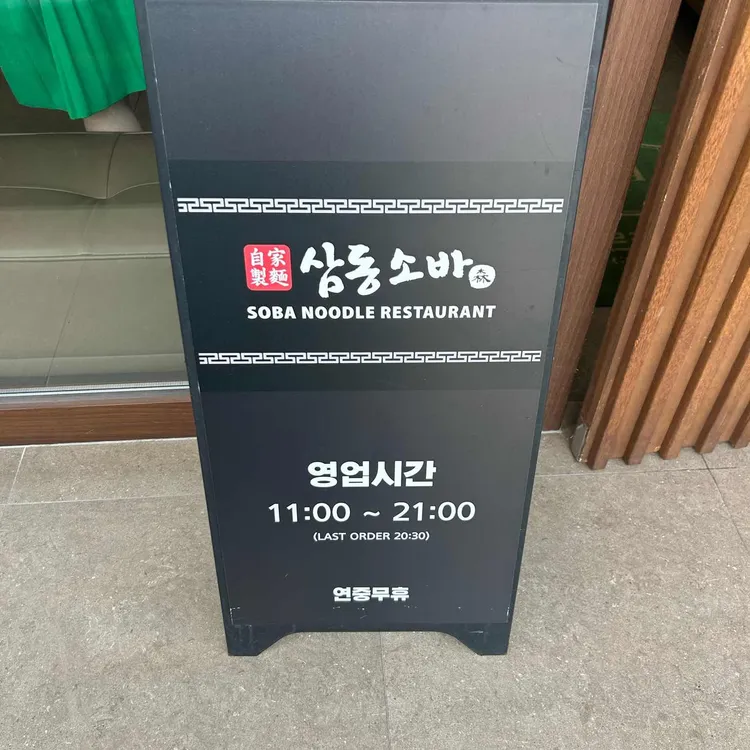 自家
製麵
삼동소바
森
SOBA NOODLE RESTAURANT
영업시간
11:00 ~ 21:00
(LAST ORDER 20:30)
연중무휴